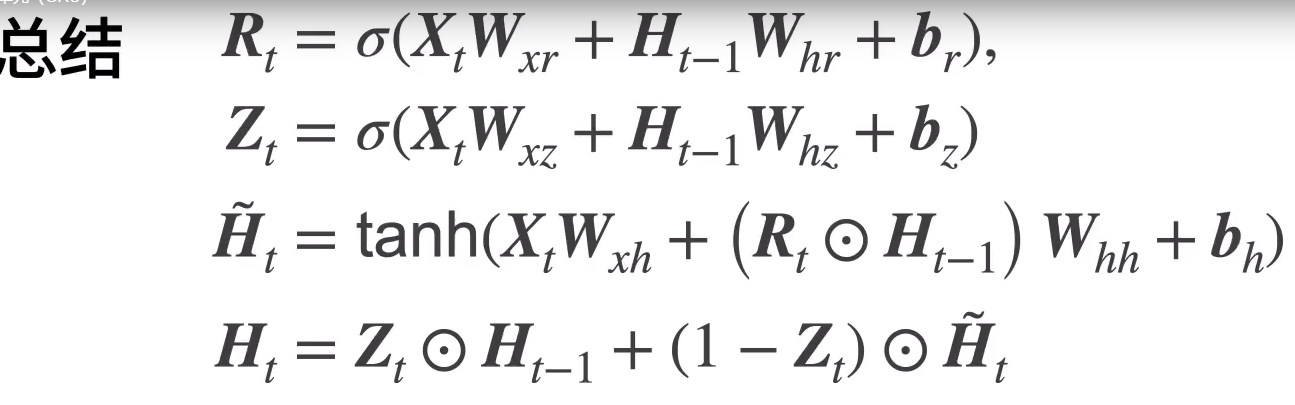 总结
R_t = σ(X_t W_xr + H_{t−1} W_hr + b_r),
Z_t = σ(X_t W_xz + H_{t−1} W_hz + b_z)
H̃_t = tanh(X_t W_xh + (R_t ⊙ H_{t−1}) W_hh + b_h)
H_t = Z_t ⊙ H_{t−1} + (1 − Z_t) ⊙ H̃_t